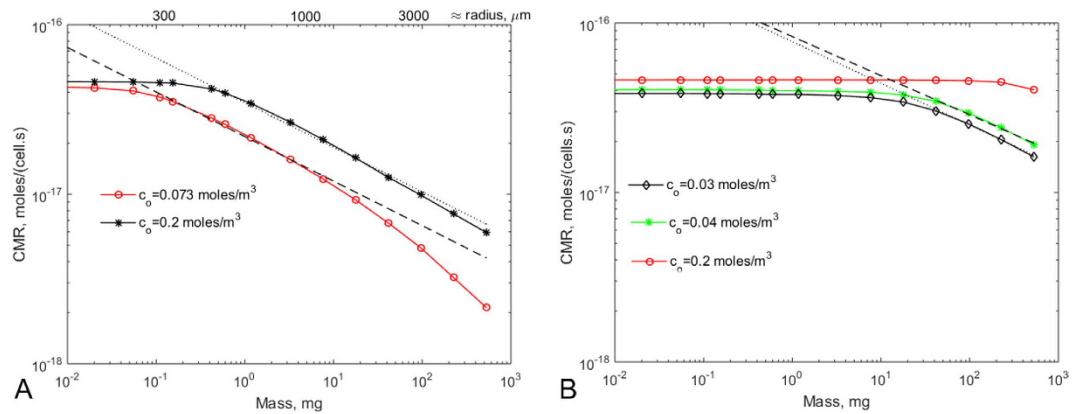 300 1000 3000 ≈ radius, μm
10^-16
10^-17
10^-18
CMR, moles/(cell.s)
c_o=0.073 moles/m^3
c_o=0.2 moles/m^3
10^-2 10^-1 10^0 10^1 10^2 10^3
Mass, mg
A
10^-16
10^-17
10^-18
CMR, moles/(cells.s)
c_o=0.03 moles/m^3
c_o=0.04 moles/m^3
c_o=0.2 moles/m^3
10^-2 10^-1 10^0 10^1 10^2 10^3
Mass, mg
B